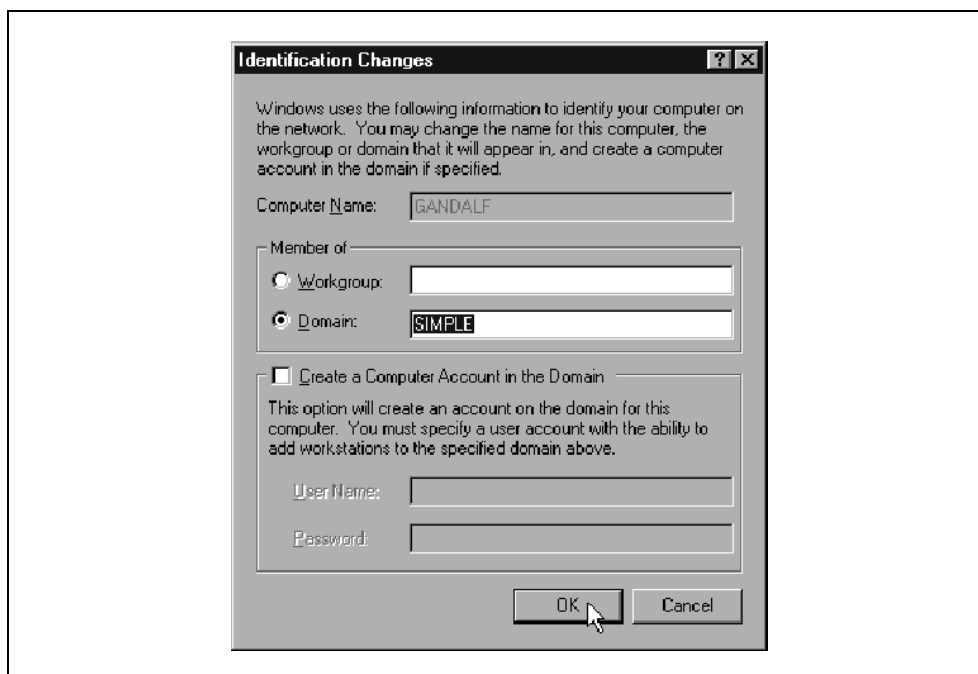 Identification Changes
Windows uses the following information to identify your computer on
the network. You may change the name for this computer, the
workgroup or domain that it will appear in, and create a computer
account in the domain if specified.
Computer Name: GANDALF
Member of
Workgroup:
Domain: SIMPLE
Create a Computer Account in the Domain
This option will create an account on the domain for this
computer. You must specify a user account with the ability to
add workstations to the specified domain above.
User Name:
Password:
OK Cancel